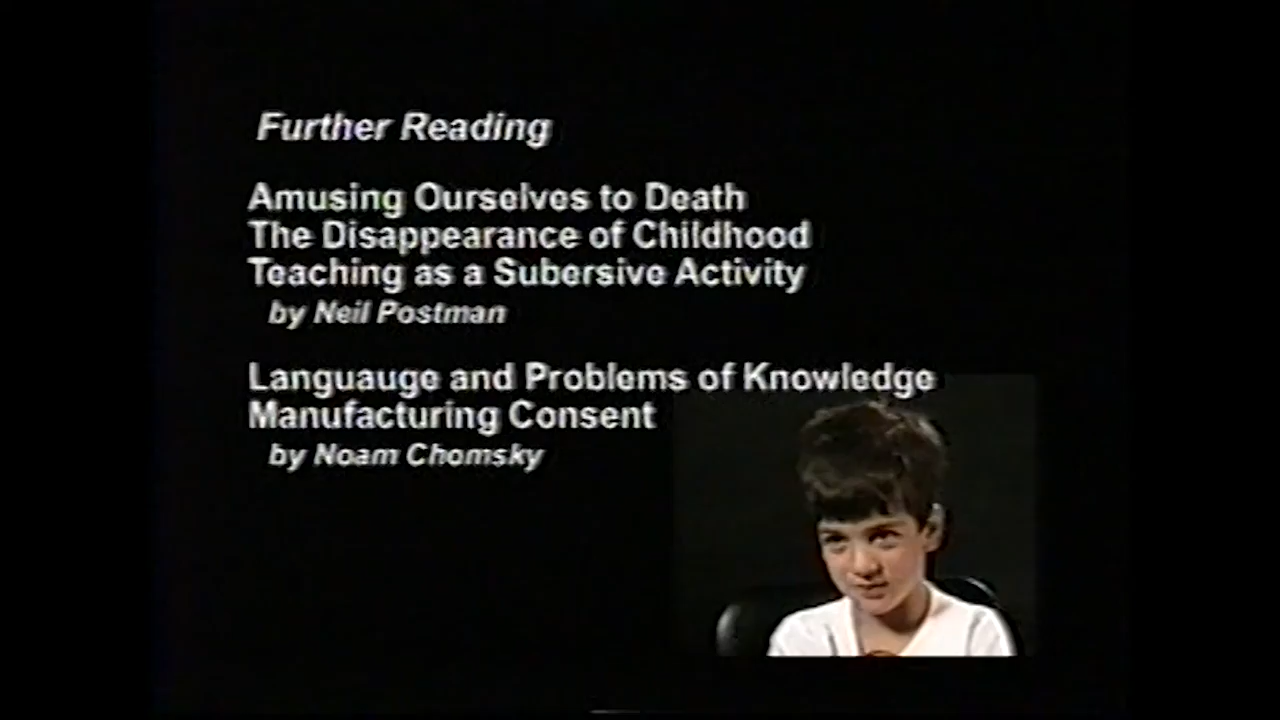 Further Reading
Amusing Ourselves to Death
The Disappearance of Childhood
Teaching as a Subersive Activity
by Neil Postman
Languauge and Problems of Knowledge
Manufacturing Consent
by Noam Chomsky